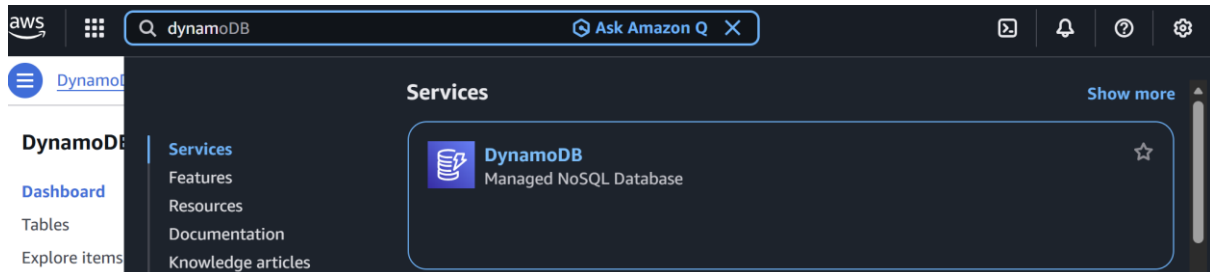 aws
dynamoDB
Ask Amazon Q
Services
Show more
DynamoDB
Managed NoSQL Database
Services
Features
Resources
Documentation
Knowledge articles
Dashboard
Tables
Explore items